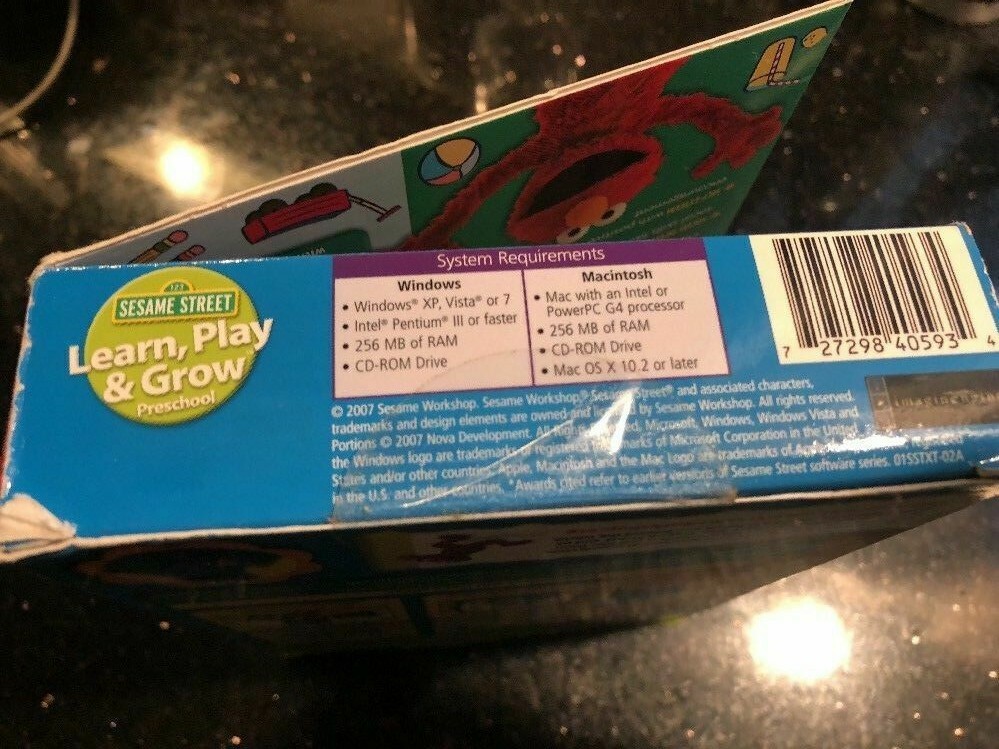 123
SESAME STREET
Learn, Play
& Grow
Preschool
System Requirements
Windows
• Windows® XP, Vista® or 7
• Intel® Pentium® III or faster
• 256 MB of RAM
• CD-ROM Drive
Macintosh
• Mac with an Intel or
PowerPC G4 processor
• 256 MB of RAM
• CD-ROM Drive
• Mac OS X 10.2 or later
7 27298 40593 4
© 2007 Sesame Workshop. Sesame Workshop,® Sesame Street® and associated characters,
trademarks and design elements are owned and by Sesame Workshop. All rights reserved.
Portions © 2007 Nova Development. All Microsoft, Windows, Windows Vista and
the Windows logo are trademarks of Microsoft Corporation in the United
States and/or other countries. Apple, Macintosh and the Mac Logo are trademarks of
in the U.S. and other countries. *Awards cited refer to earlier versions of Sesame Street software series. 01SSTXT-02A